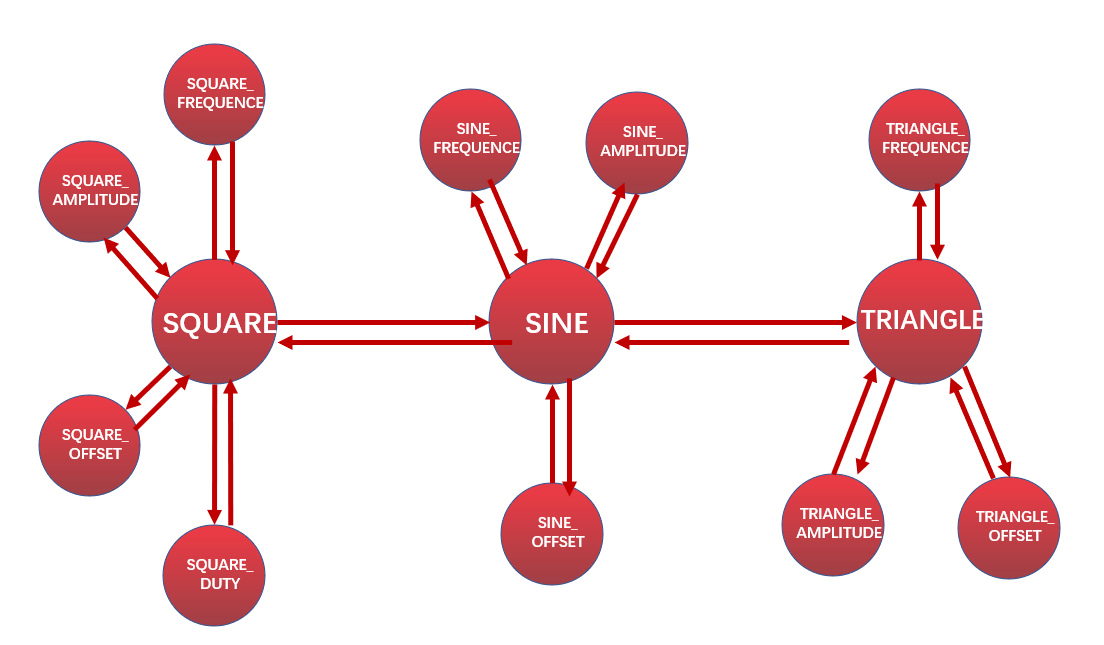 SQUARE_
FREQUENCE
SINE_
FREQUENCE
SINE_
AMPLITUDE
TRIANGLE_
FREQUENCE
SQUARE_
AMPLITUDE
SQUARE
SINE
TRIANGLE
SQUARE_
OFFSET
SINE_
OFFSET
TRIANGLE_
AMPLITUDE
TRIANGLE_
OFFSET
SQUARE_
DUTY